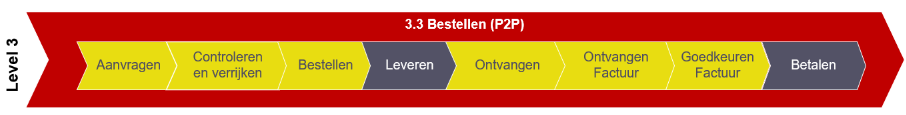 Level 3
3.3 Bestellen (P2P)
Aanvragen
Controleren
en verrijken
Bestellen
Leveren
Ontvangen
Ontvangen
Factuur
Goedkeuren
Factuur
Betalen